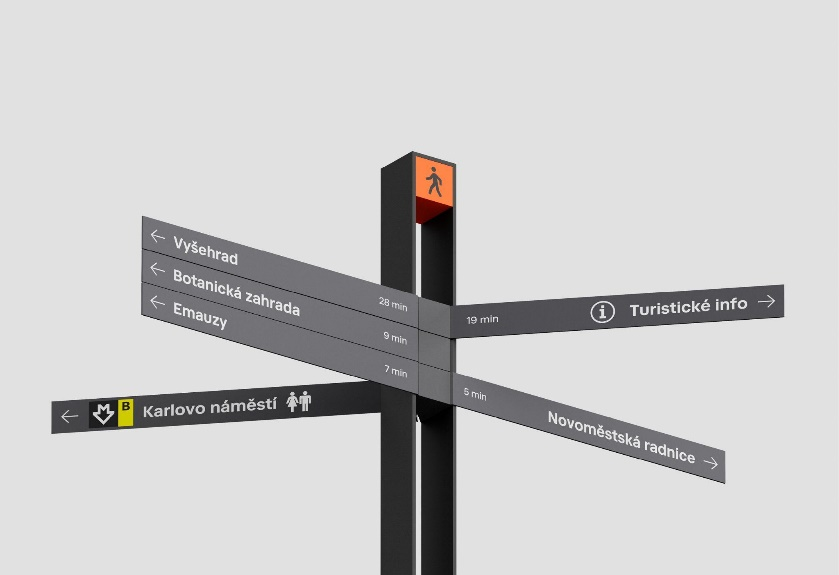 Vyšehrad
28 min
Botanická zahrada
9 min
Emauzy
7 min
19 min
Turistické info
B
Karlovo náměstí
5 min
Novoměstská radnice